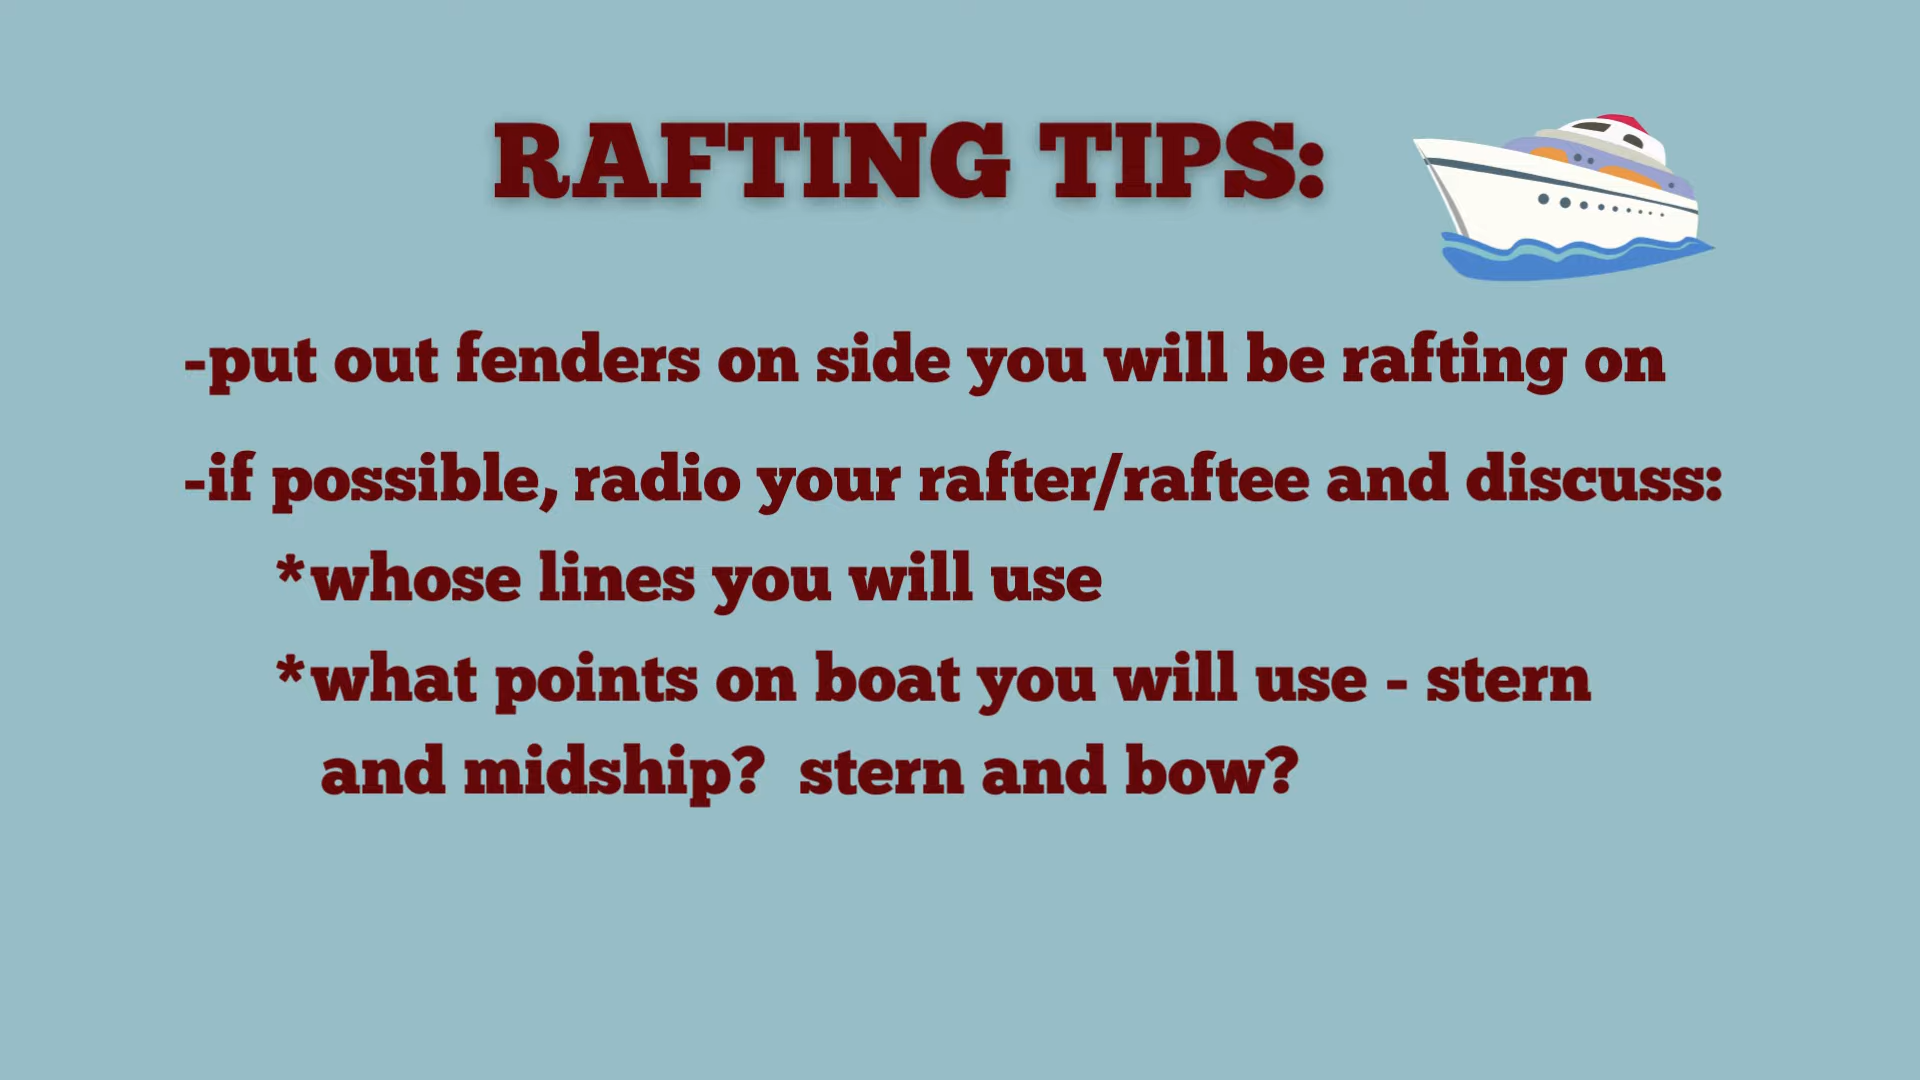 RAFTING TIPS:
-put out fenders on side you will be rafting on
-if possible, radio your rafter/raftee and discuss:
*whose lines you will use
*what points on boat you will use - stern
and midship? stern and bow?